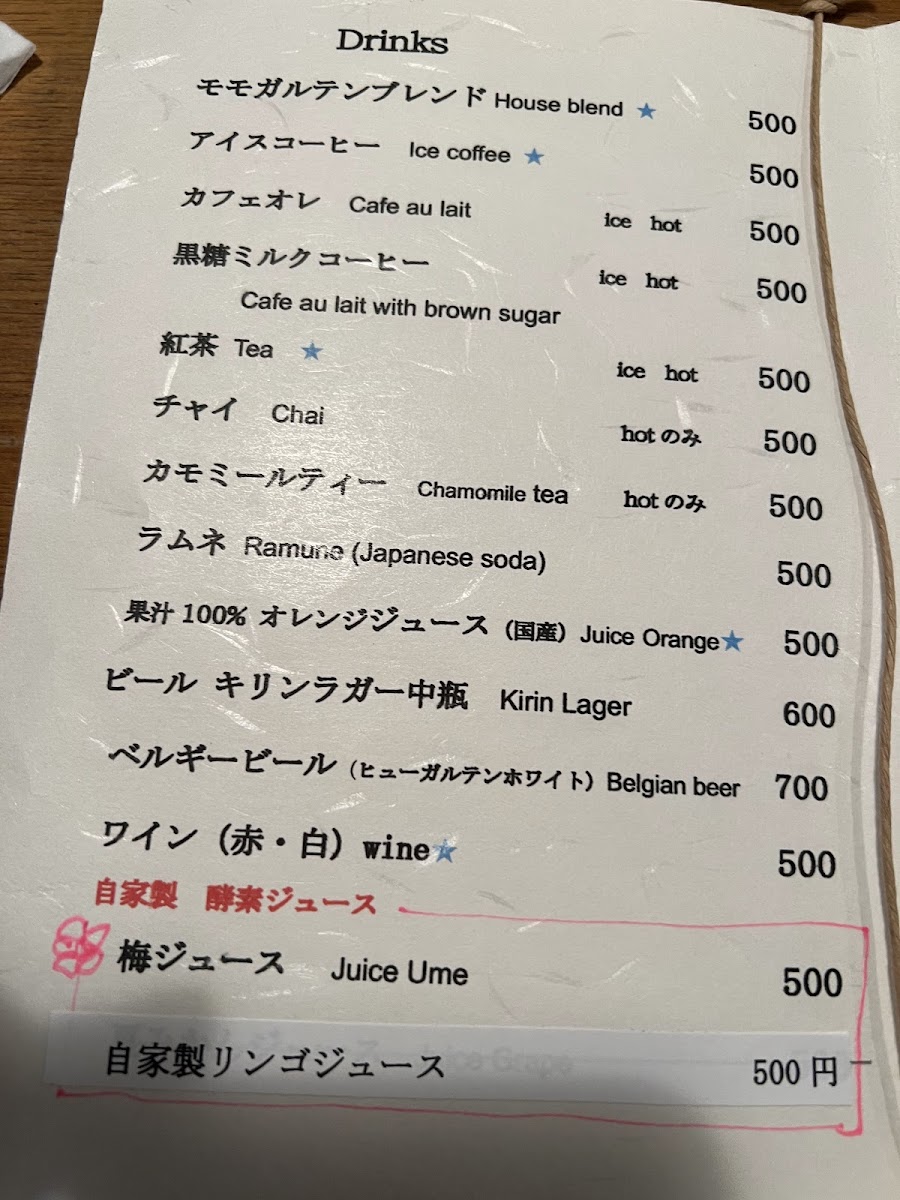 Drinks
モモガルテンブレンド House blend ★ 500
アイスコーヒー Ice coffee ★ 500
カフェオレ Cafe au lait ice hot 500
黒糖ミルクコーヒー ice hot 500
Cafe au lait with brown sugar
紅茶 Tea ★ ice hot 500
チャイ Chai hot のみ 500
カモミールティー Chamomile tea hot のみ 500
ラムネ Ramune (Japanese soda) 500
果汁 100% オレンジジュース (国産) Juice Orange★ 500
ビール キリンラガー中瓶 Kirin Lager 600
ベルギービール (ヒューガルテンホワイト) Belgian beer 700
ワイン (赤・白) wine★ 500
自家製 酵素ジュース
梅ジュース Juice Ume 500
自家製リンゴジュース 500 円